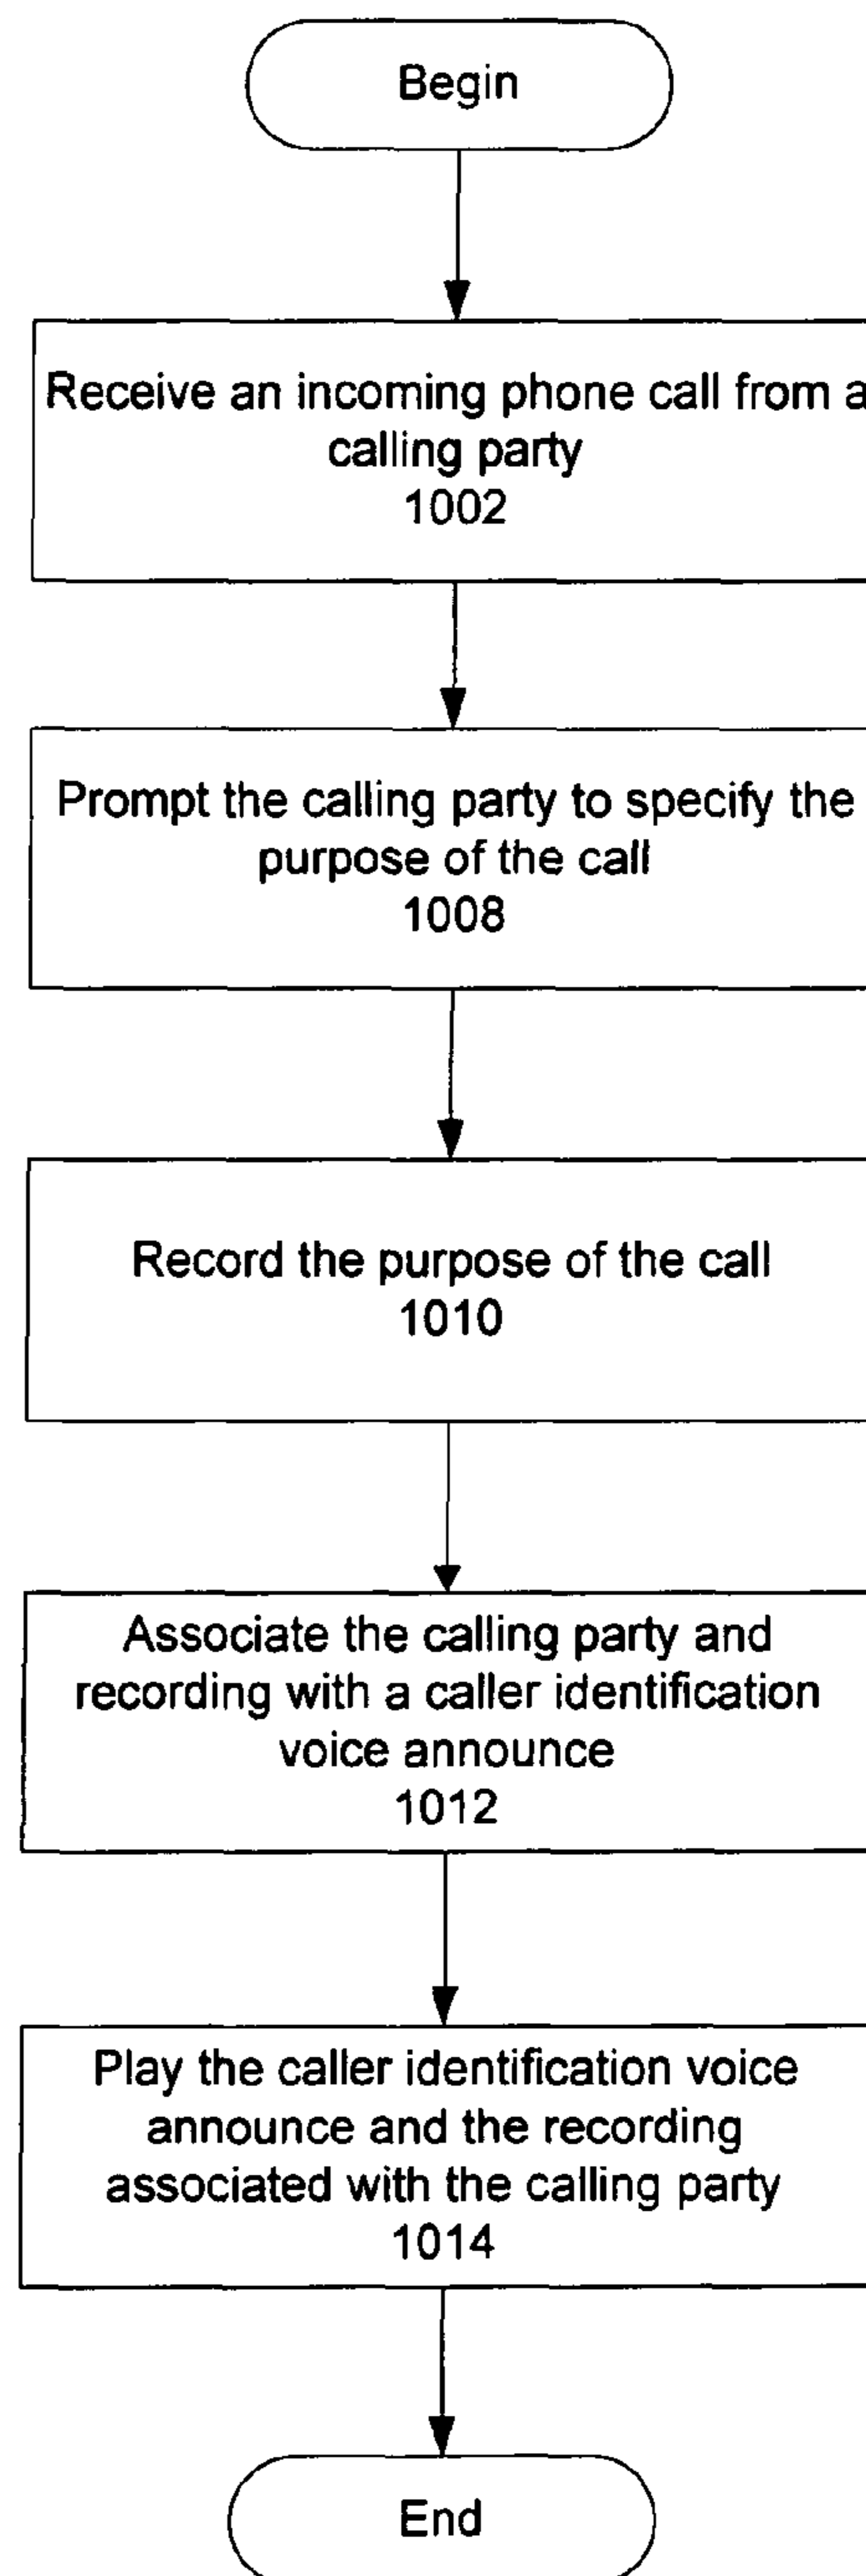 Begin
Receive an incoming phone call from a
calling party
1002
Prompt the calling party to specify the
purpose of the call
1008
Record the purpose of the call
1010
Associate the calling party and
recording with a caller identification
voice announce
1012
Play the caller identification voice
announce and the recording
associated with the calling party
1014
End